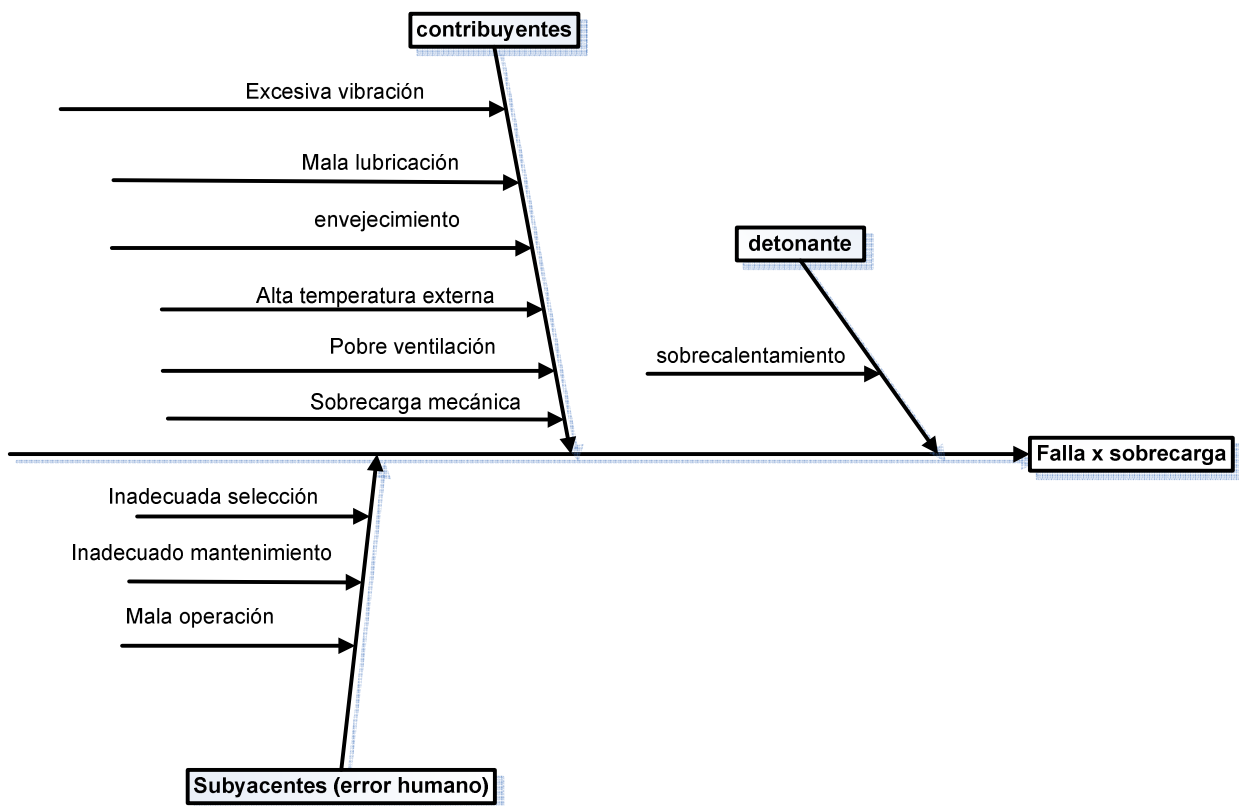 contribuyentes
Excesiva vibración
Mala lubricación
envejecimiento
detonante
Alta temperatura externa
Pobre ventilación
sobrecalentamiento
Sobrecarga mecánica
Falla x sobrecarga
Inadecuada selección
Inadecuado mantenimiento
Mala operación
Subyacentes (error humano)